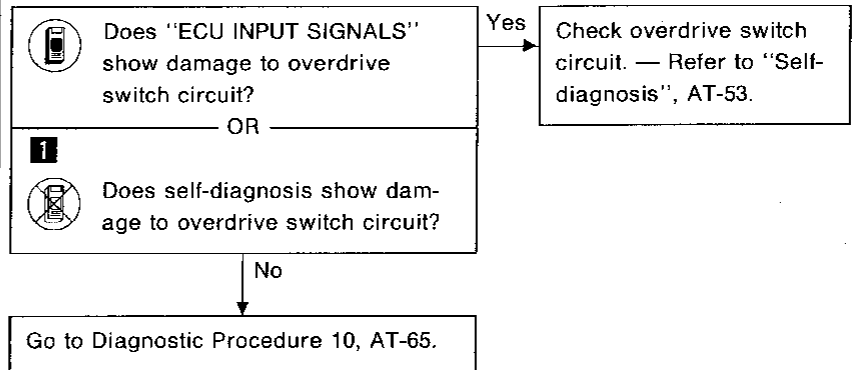 Does "ECU INPUT SIGNALS"
show damage to overdrive
switch circuit?
OR
1
Does self-diagnosis show dam-
age to overdrive switch circuit?
Yes
Check overdrive switch
circuit. — Refer to "Self-
diagnosis", AT-53.
No
Go to Diagnostic Procedure 10, AT-65.